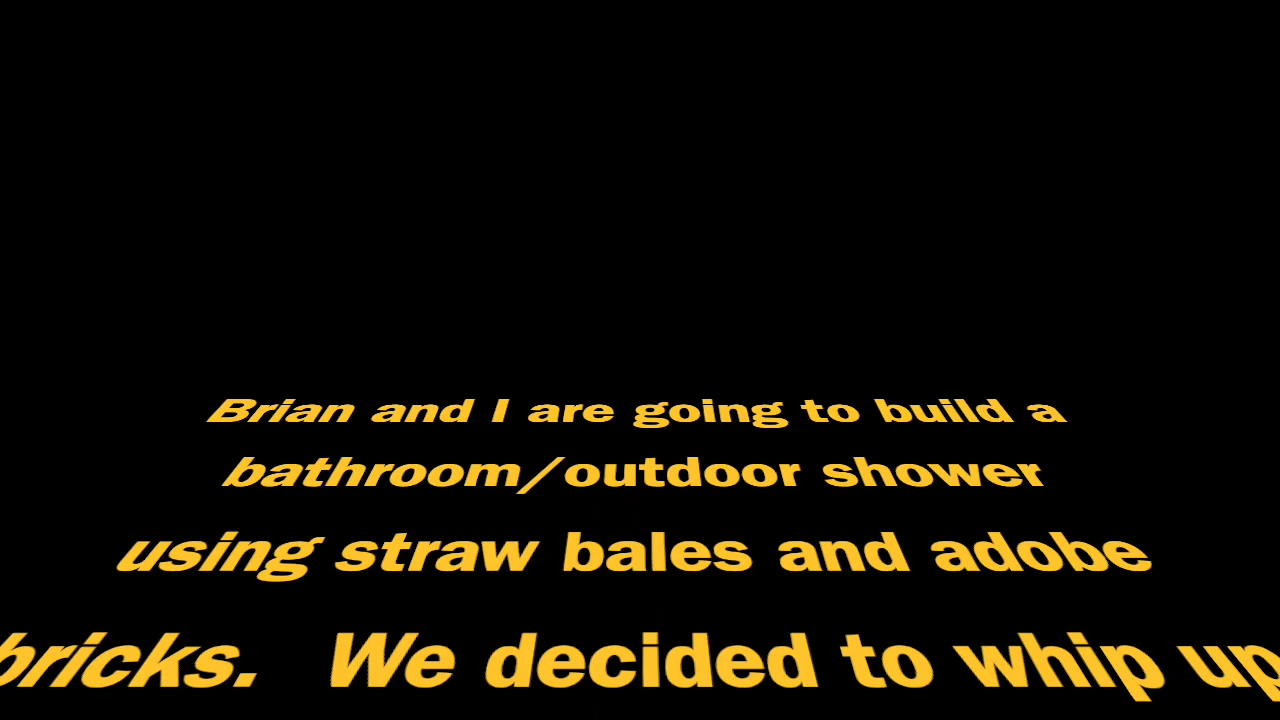 Brian and I are going to build a
bathroom/outdoor shower
using straw bales and adobe
bricks. We decided to whip up